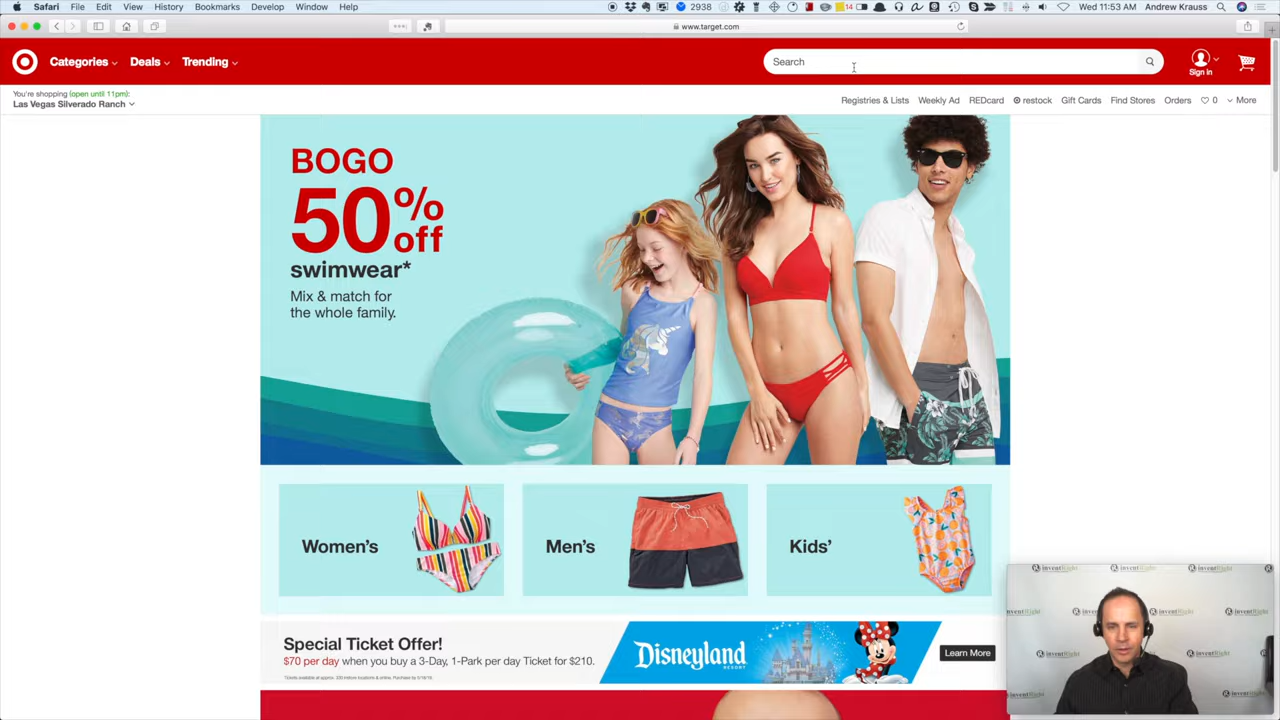 Safari File Edit View History Bookmarks Develop Window Help 2938 14 Wed 11:53 AM Andrew Krauss
www.target.com
Categories Deals Trending Search Sign in
You're shopping (open until 11pm):
Las Vegas Silverado Ranch
Registries & Lists Weekly Ad REDcard restock Gift Cards Find Stores Orders 0 More
BOGO
50%
off
swimwear*
Mix & match for
the whole family.
Women's Men's Kids'
Special Ticket Offer!
$70 per day when you buy a 3-Day, 1-Park per day Ticket for $210.
Disneyland
RESORT
Learn More
inventRight